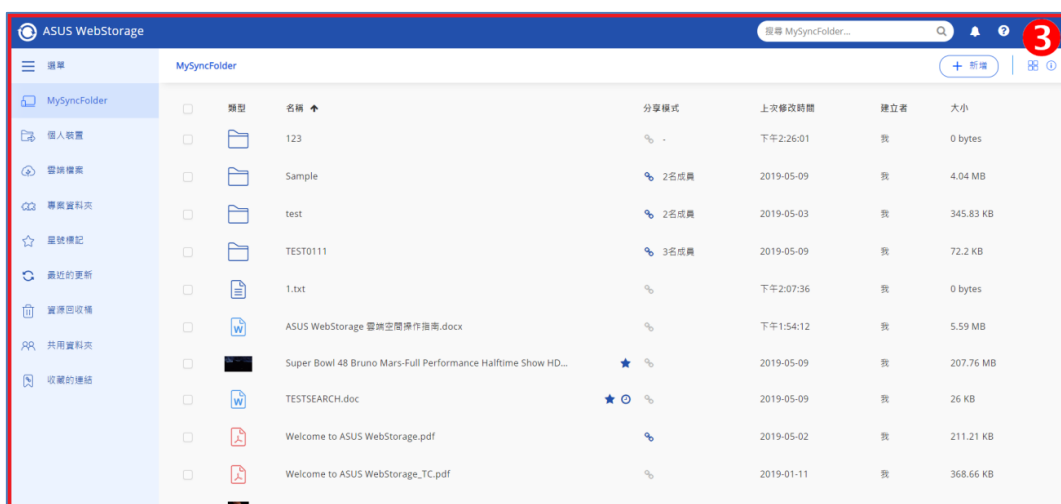 ASUS WebStorage
搜尋 MySyncFolder...
3
選單
MySyncFolder
新增
MySyncFolder
個人裝置
雲端檔案
專案資料夾
星號標記
最近的更新
資源回收桶
共用資料夾
收藏的連結
類型 名稱 分享模式 上次修改時間 建立者 大小
123 - 下午2:26:01 我 0 bytes
Sample 2名成員 2019-05-09 我 4.04 MB
test 2名成員 2019-05-03 我 345.83 KB
TEST0111 3名成員 2019-05-09 我 72.2 KB
1.txt 下午2:07:36 我 0 bytes
ASUS WebStorage 雲端空間操作指南.docx 下午1:54:12 我 5.59 MB
Super Bowl 48 Bruno Mars-Full Performance Halftime Show HD... 2019-05-09 我 207.76 MB
TESTSEARCH.doc 2019-05-09 我 26 KB
Welcome to ASUS WebStorage.pdf 2019-05-02 我 211.21 KB
Welcome to ASUS WebStorage_TC.pdf 2019-01-11 我 368.66 KB